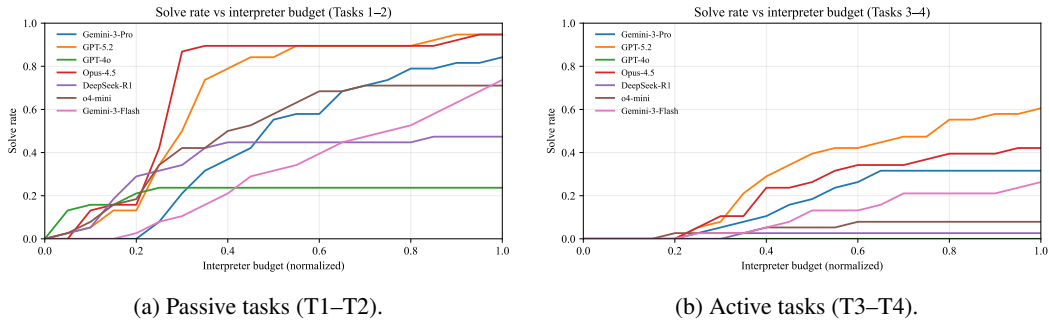 Solve rate vs interpreter budget (Tasks 1–2)
1.0
0.8
0.6
0.4
0.2
0.0
Solve rate
Gemini-3-Pro
GPT-5.2
GPT-4o
Opus-4.5
DeepSeek-R1
o4-mini
Gemini-3-Flash
0.0 0.2 0.4 0.6 0.8 1.0
Interpreter budget (normalized)
(a) Passive tasks (T1–T2).
Solve rate vs interpreter budget (Tasks 3–4)
1.0
0.8
0.6
0.4
0.2
0.0
Solve rate
Gemini-3-Pro
GPT-5.2
GPT-4o
Opus-4.5
DeepSeek-R1
o4-mini
Gemini-3-Flash
0.0 0.2 0.4 0.6 0.8 1.0
Interpreter budget (normalized)
(b) Active tasks (T3–T4).